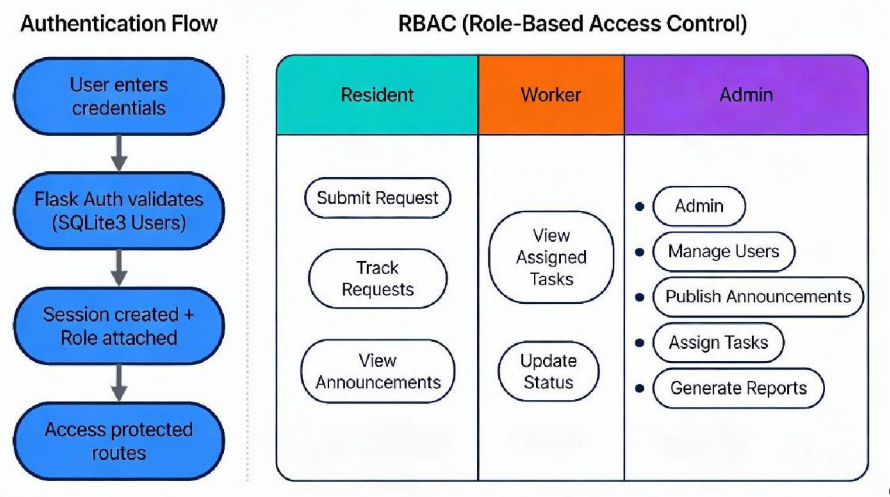 Authentication Flow
User enters
credentials
Flask Auth validates
(SQLite3 Users)
Session created +
Role attached
Access protected
routes
RBAC (Role-Based Access Control)
Resident
Worker
Admin
Submit Request
Track
Requests
View
Announcements
View
Assigned
Tasks
Update
Status
Admin
Manage Users
Publish Announcements
Assign Tasks
Generate Reports